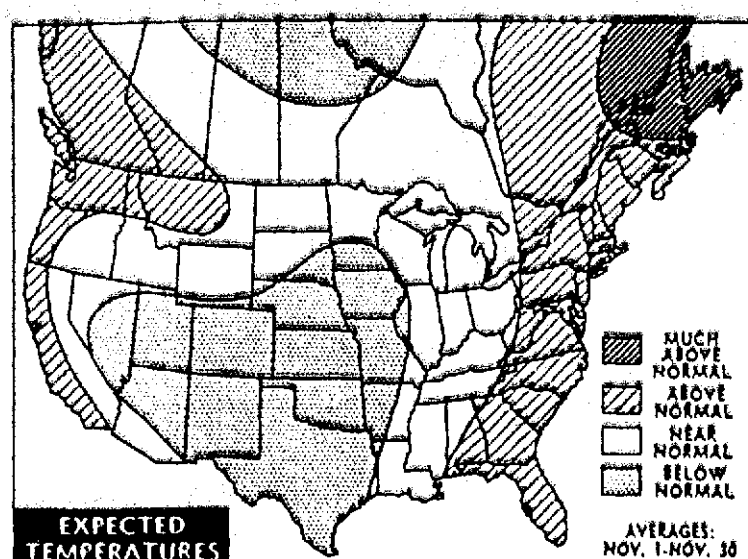 MUCH
ABOVE
NORMAL
ABOVE
NORMAL
NEAR
NORMAL
BELOW
NORMAL
EXPECTED
TEMPERATURES
AVERAGES:
NOV. 1-NOV. 30